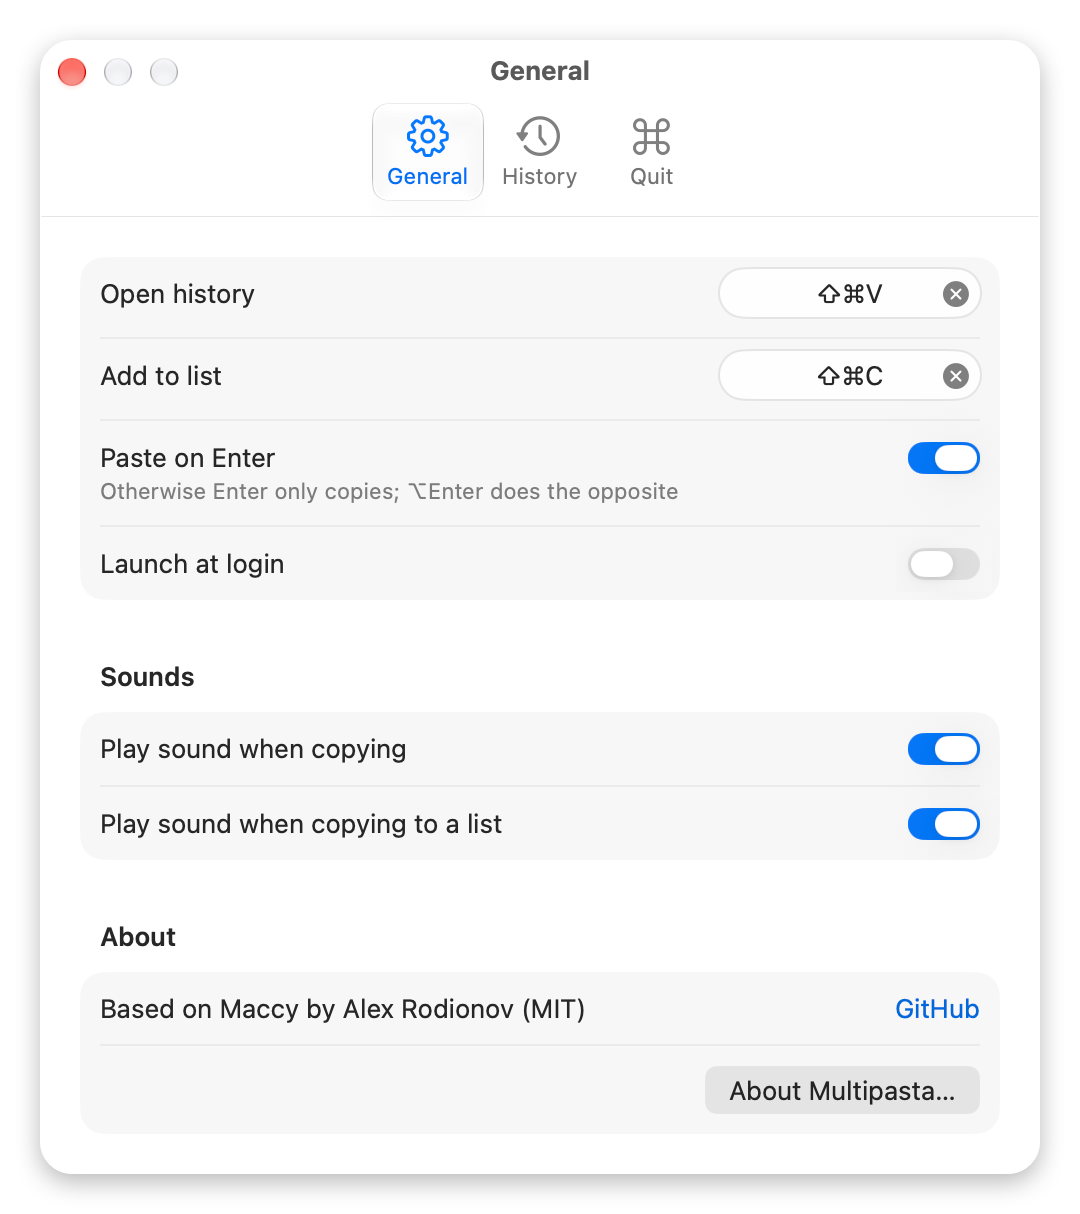 General
General
History
Quit
Open history
⇧⌘V
Add to list
⇧⌘C
Paste on Enter
Otherwise Enter only copies; ⌥Enter does the opposite
Launch at login
Sounds
Play sound when copying
Play sound when copying to a list
About
Based on Maccy by Alex Rodionov (MIT)
GitHub
About Multipasta...